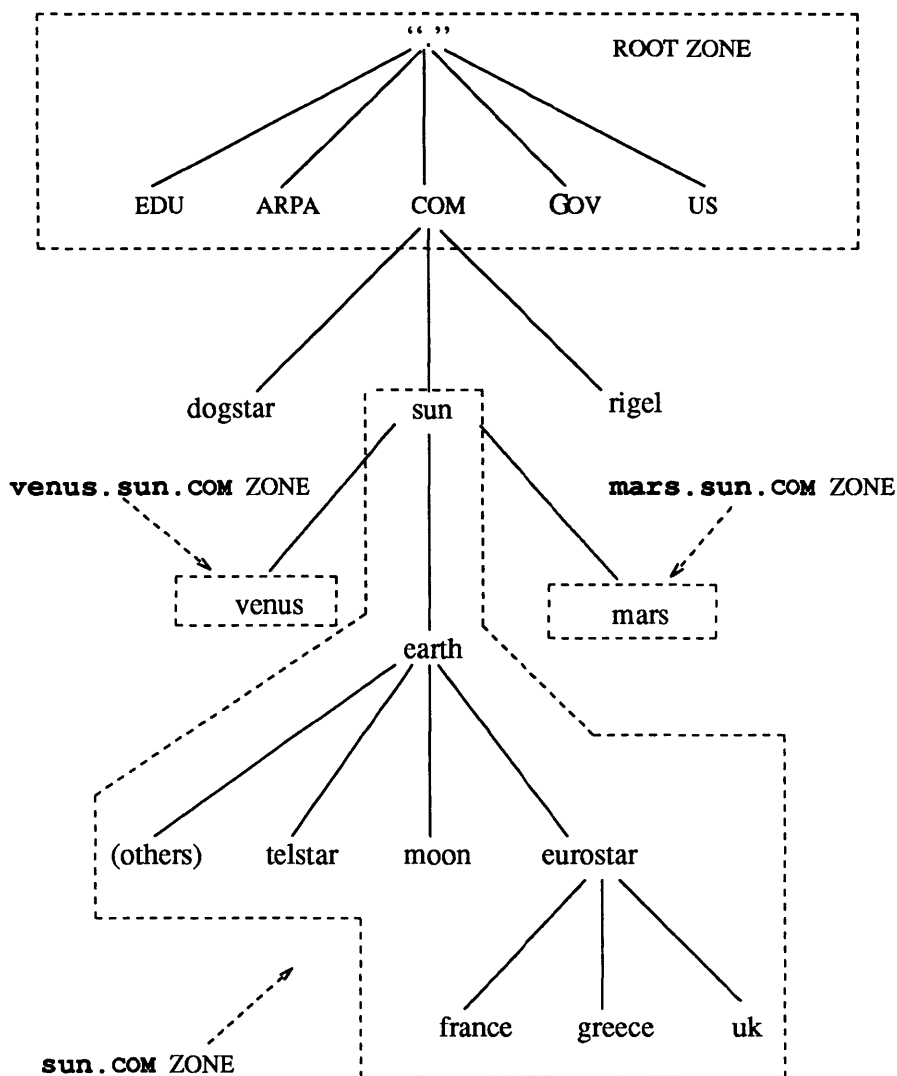 “.” ROOT ZONE
EDU ARPA COM GOV US
dogstar sun rigel
venus.sun.COM ZONE mars.sun.COM ZONE
venus mars
earth
(others) telstar moon eurostar
france greece uk
sun.COM ZONE